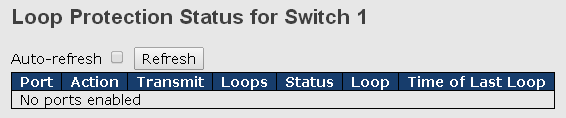 Loop Protection Status for Switch 1
Auto-refresh Refresh
Port Action Transmit Loops Status Loop Time of Last Loop
No ports enabled